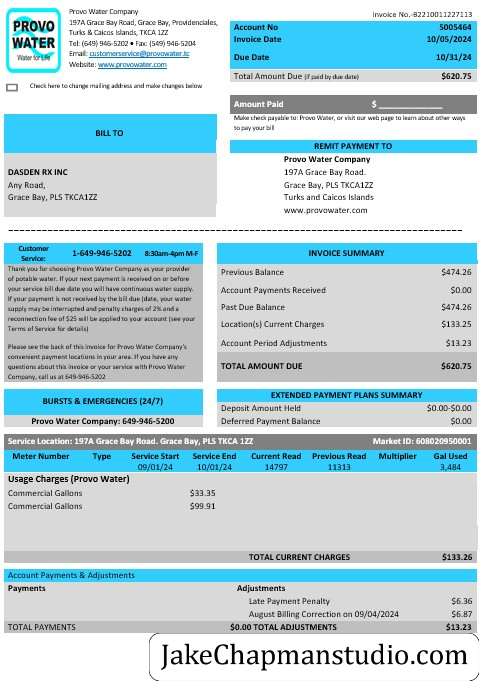 PROVO
WATER
Water for Life
Provo Water Company
197A Grace Bay Road, Grace Bay, Providenciales,
Turks & Caicos Islands, TKCA 1ZZ
Tel: (649) 946-5202 • Fax: (649) 946-5204
Email: customerservice@provowater.tc
Website: www.provowater.com
Check here to change mailing address and make changes below
Invoice No.-B2210011227113
Account No 5005464
Invoice Date 10/05/2024
Due Date 10/31/24
Total Amount Due (if paid by due date) $620.75
Amount Paid $ ______________
Make check payable to: Provo Water, or visit our web page to learn about other ways
to pay your bill
BILL TO
DASDEN RX INC
Any Road,
Grace Bay, PLS TKCA1ZZ
REMIT PAYMENT TO
Provo Water Company
197A Grace Bay Road.
Grace Bay, PLS TKCA1ZZ
Turks and Caicos Islands
www.provowater.com
Customer
Service: 1-649-946-5202 8:30am-4pm M-F
Thank you for choosing Provo Water Company as your provider
of potable water. If your next payment is received on or before
your service bill due date you will have continuous water supply.
If your payment is not received by the bill due (date, your water
supply may be interrupted and penalty charges of 2% and a
reconnection fee of $25 will be applied to your account (see your
Terms of Service for details)
Please see the back of this invoice for Provo Water Company's
convenient payment locations in your area. If you have any
questions about this invoice or your service with Provo Water
Company, call us at 649-946-5202
INVOICE SUMMARY
Previous Balance $474.26
Account Payments Received $0.00
Past Due Balance $474.26
Location(s) Current Charges $133.25
Account Period Adjustments $13.23
TOTAL AMOUNT DUE $620.75
BURSTS & EMERGENCIES (24/7)
Provo Water Company: 649-946-5200
EXTENDED PAYMENT PLANS SUMMARY
Deposit Amount Held $0.00-$0.00
Deferred Payment Balance $0.00
Service Location: 197A Grace Bay Road. Grace Bay, PLS TKCA 1ZZ Market ID: 608020950001
Meter Number Type Service Start Service End Current Read Previous Read Multiplier Gal Used
09/01/24 10/01/24 14797 11313 3,484
Usage Charges (Provo Water)
Commercial Gallons $33.35
Commercial Gallons $99.91
TOTAL CURRENT CHARGES $133.26
Account Payments & Adjustments
Payments Adjustments
Late Payment Penalty $6.36
August Billing Correction on 09/04/2024 $6.87
TOTAL PAYMENTS $0.00 TOTAL ADJUSTMENTS $13.23
JakeChapmanstudio.com